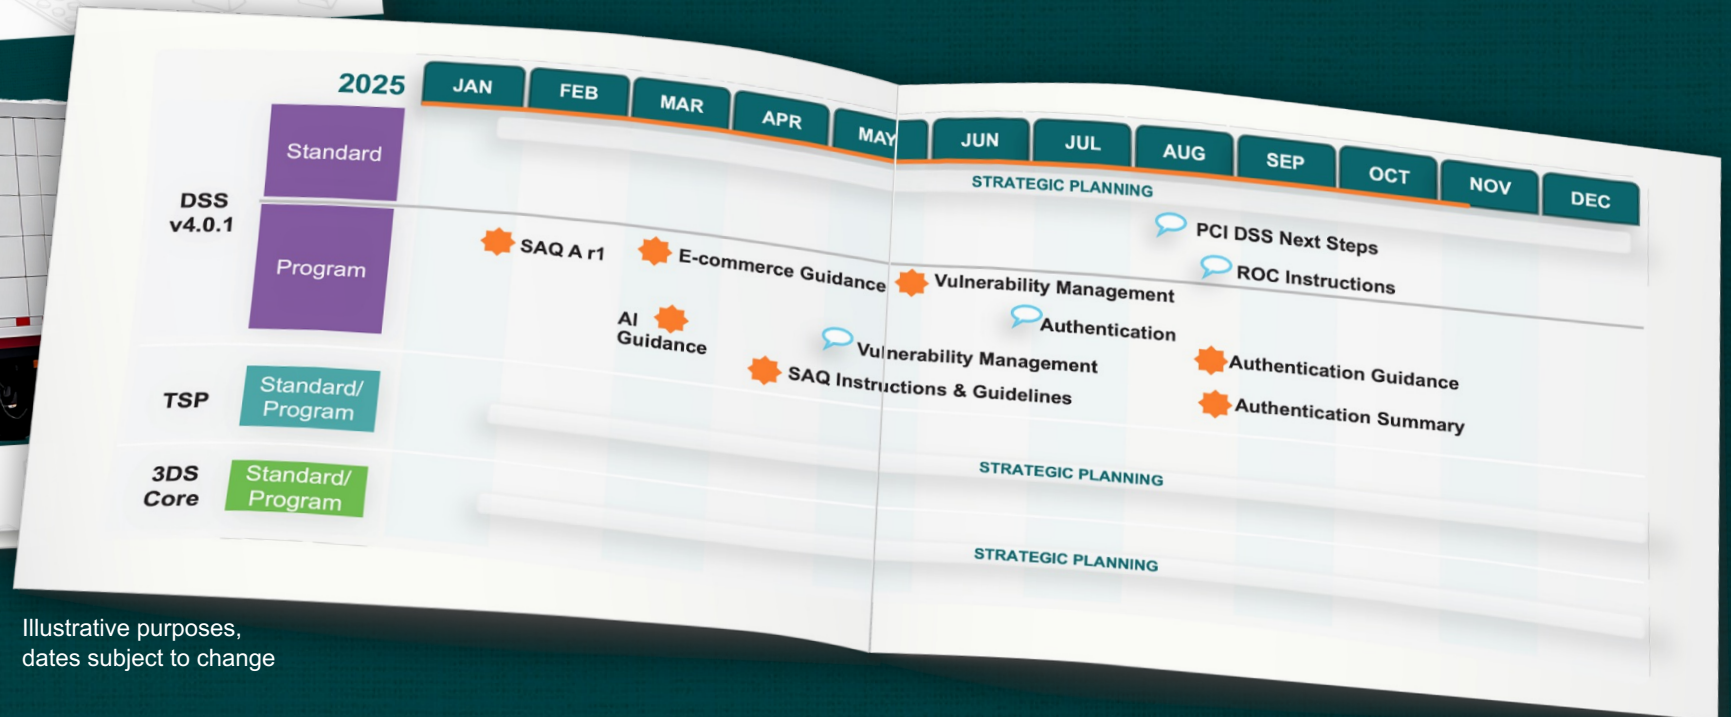 2025
JAN
FEB
MAR
APR
MAY
JUN
JUL
AUG
SEP
OCT
NOV
DEC
DSS
v4.0.1
Standard
STRATEGIC PLANNING
PCI DSS Next Steps
Program
SAQ A r1
E-commerce Guidance
Vulnerability Management
ROC Instructions
AI
Guidance
Authentication
Vulnerability Management
Authentication Guidance
SAQ Instructions & Guidelines
Authentication Summary
TSP
Standard/
Program
STRATEGIC PLANNING
3DS
Core
Standard/
Program
STRATEGIC PLANNING
Illustrative purposes,
dates subject to change